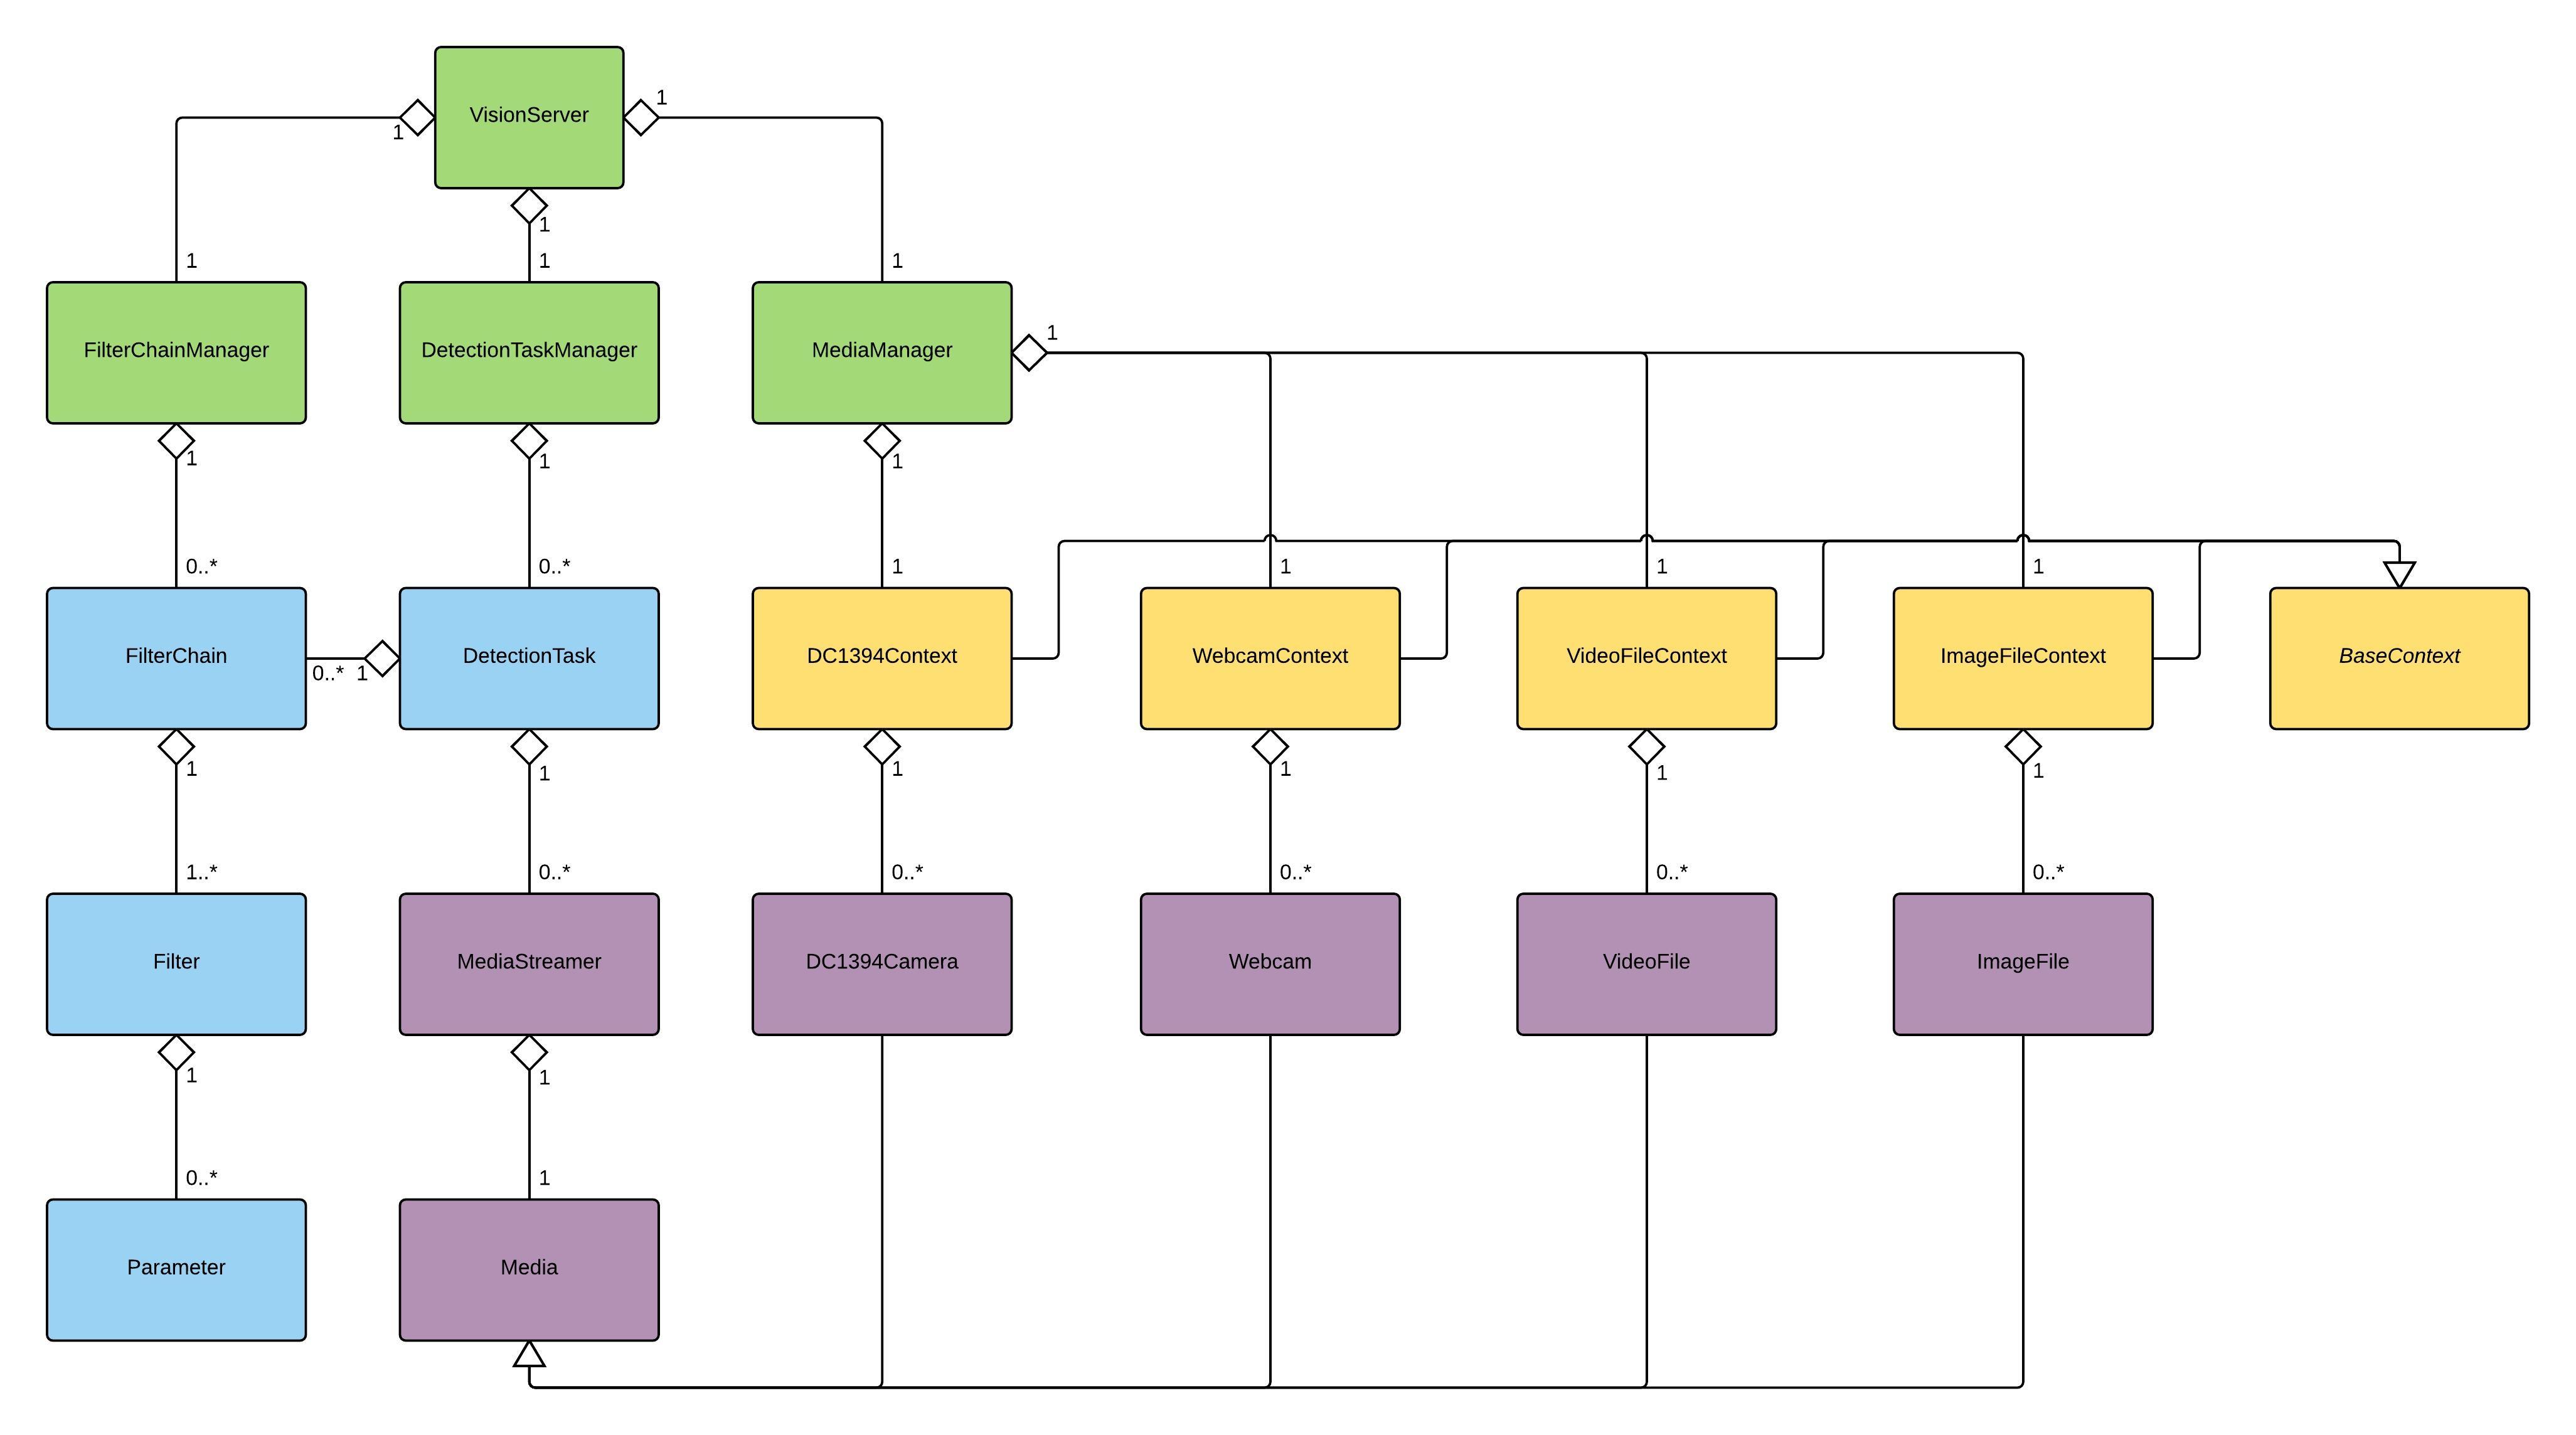 VisionServer
1
1
1
1
1
1
FilterChainManager
DetectionTaskManager
MediaManager
1
1
1
1
0..*
0..*
1
1
1
1
FilterChain
0..* 1
DetectionTask
DC1394Context
WebcamContext
VideoFileContext
ImageFileContext
BaseContext
1
1
1
1
1
1
1..*
0..*
0..*
0..*
0..*
0..*
Filter
MediaStreamer
DC1394Camera
Webcam
VideoFile
ImageFile
1
1
0..*
1
Parameter
Media